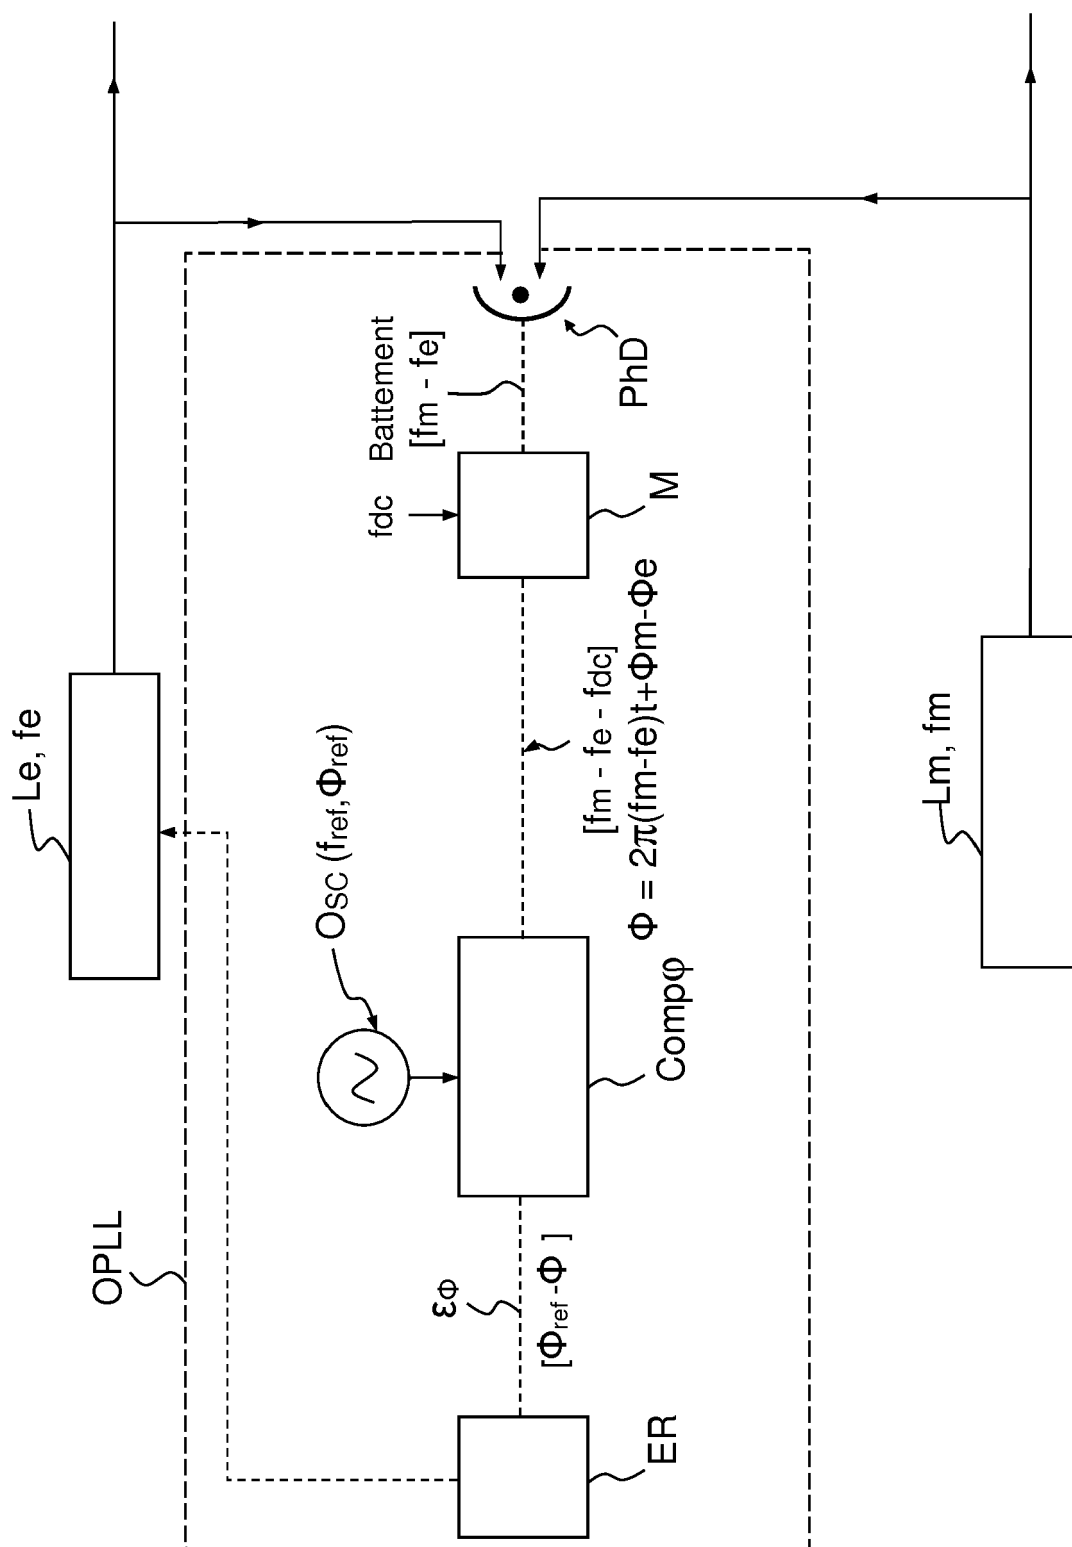 Le, fe
OPLL
Osc (fref, Φref)
fdc
Battement
[fm - fe]
PhD
M
[fm - fe - fdc]
Φ = 2π(fm-fe)t+Φm-Φe
Compφ
εΦ
[Φref -Φ ]
ER
Lm, fm